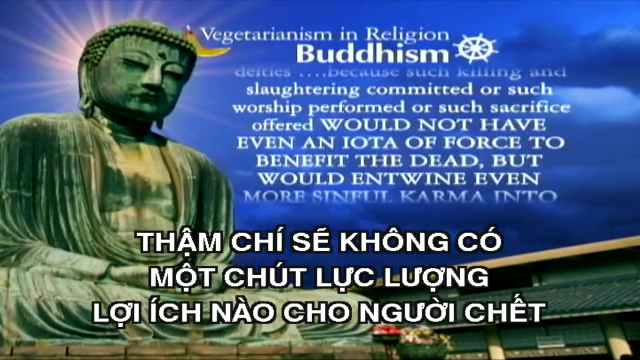 Vegetarianism in Religion
Buddhism
deities ....because such killing and
slaughtering committed or such
worship performed or such sacrifice
offered WOULD NOT HAVE
EVEN AN IOTA OF FORCE TO
BENEFIT THE DEAD, BUT
WOULD ENTWINE EVEN
MORE SINFUL KARMA INTO
THẬM CHÍ SẼ KHÔNG CÓ
MỘT CHÚT LỰC LƯỢNG
LỢI ÍCH NÀO CHO NGƯỜI CHẾT